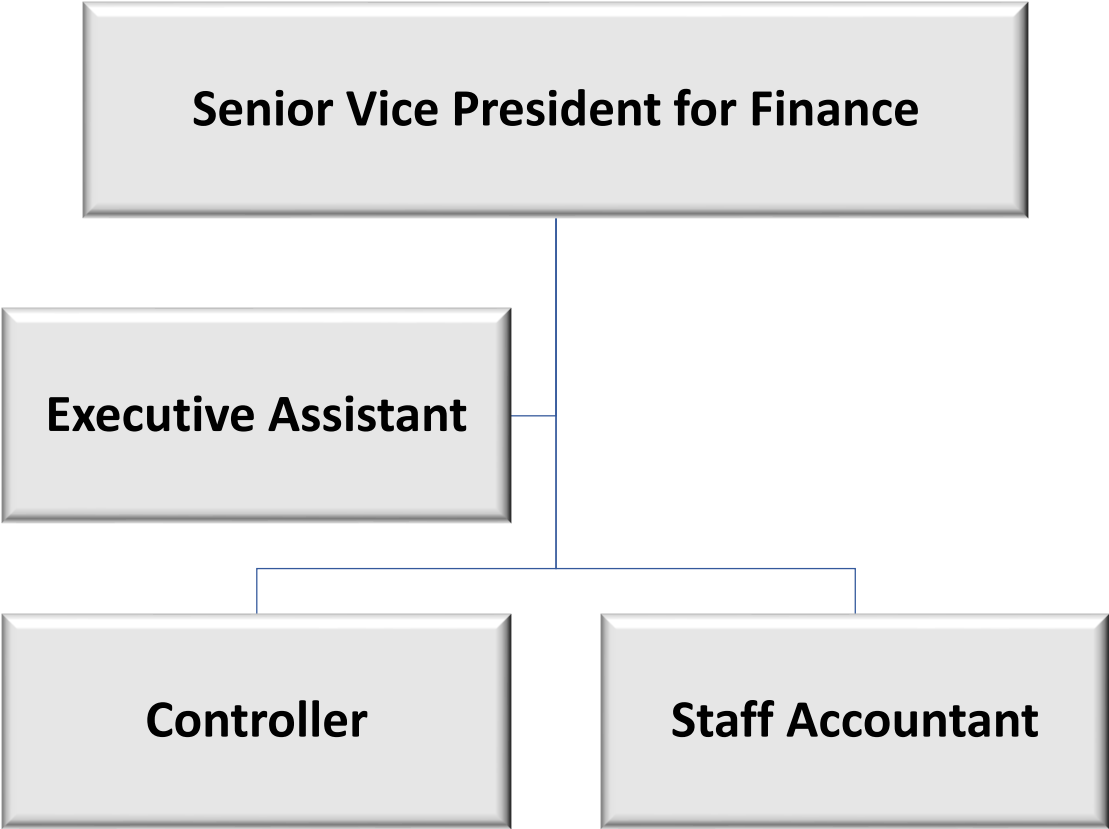 Senior Vice President for Finance
Executive Assistant
Controller
Staff Accountant